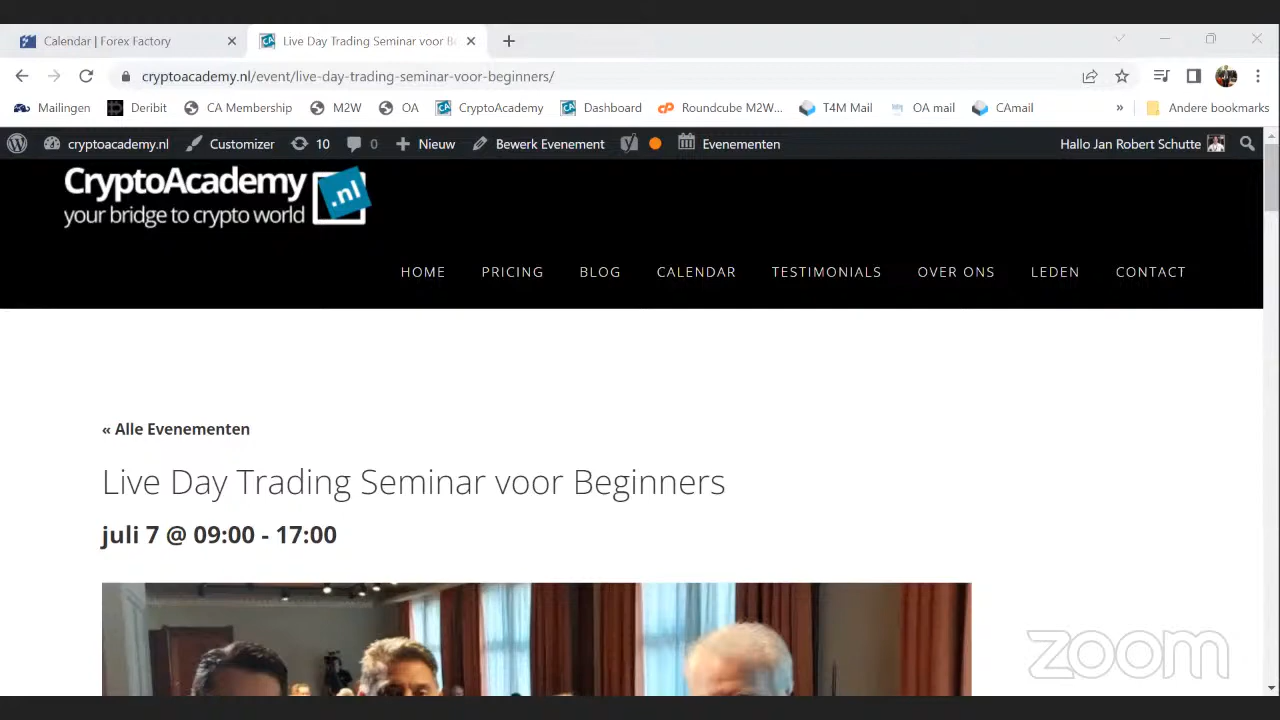 Calendar | Forex Factory
Live Day Trading Seminar voor B
cryptoacademy.nl/event/live-day-trading-seminar-voor-beginners/
Mailingen Deribit CA Membership M2W OA CryptoAcademy Dashboard Roundcube M2W... T4M Mail OA mail CAmail » Andere bookmarks
cryptoacademy.nl Customizer 10 0 Nieuw Bewerk Evenement Evenementen Hallo Jan Robert Schutte
CryptoAcademy .nl
your bridge to crypto world
HOME PRICING BLOG CALENDAR TESTIMONIALS OVER ONS LEDEN CONTACT
« Alle Evenementen
Live Day Trading Seminar voor Beginners
juli 7 @ 09:00 - 17:00
zoom